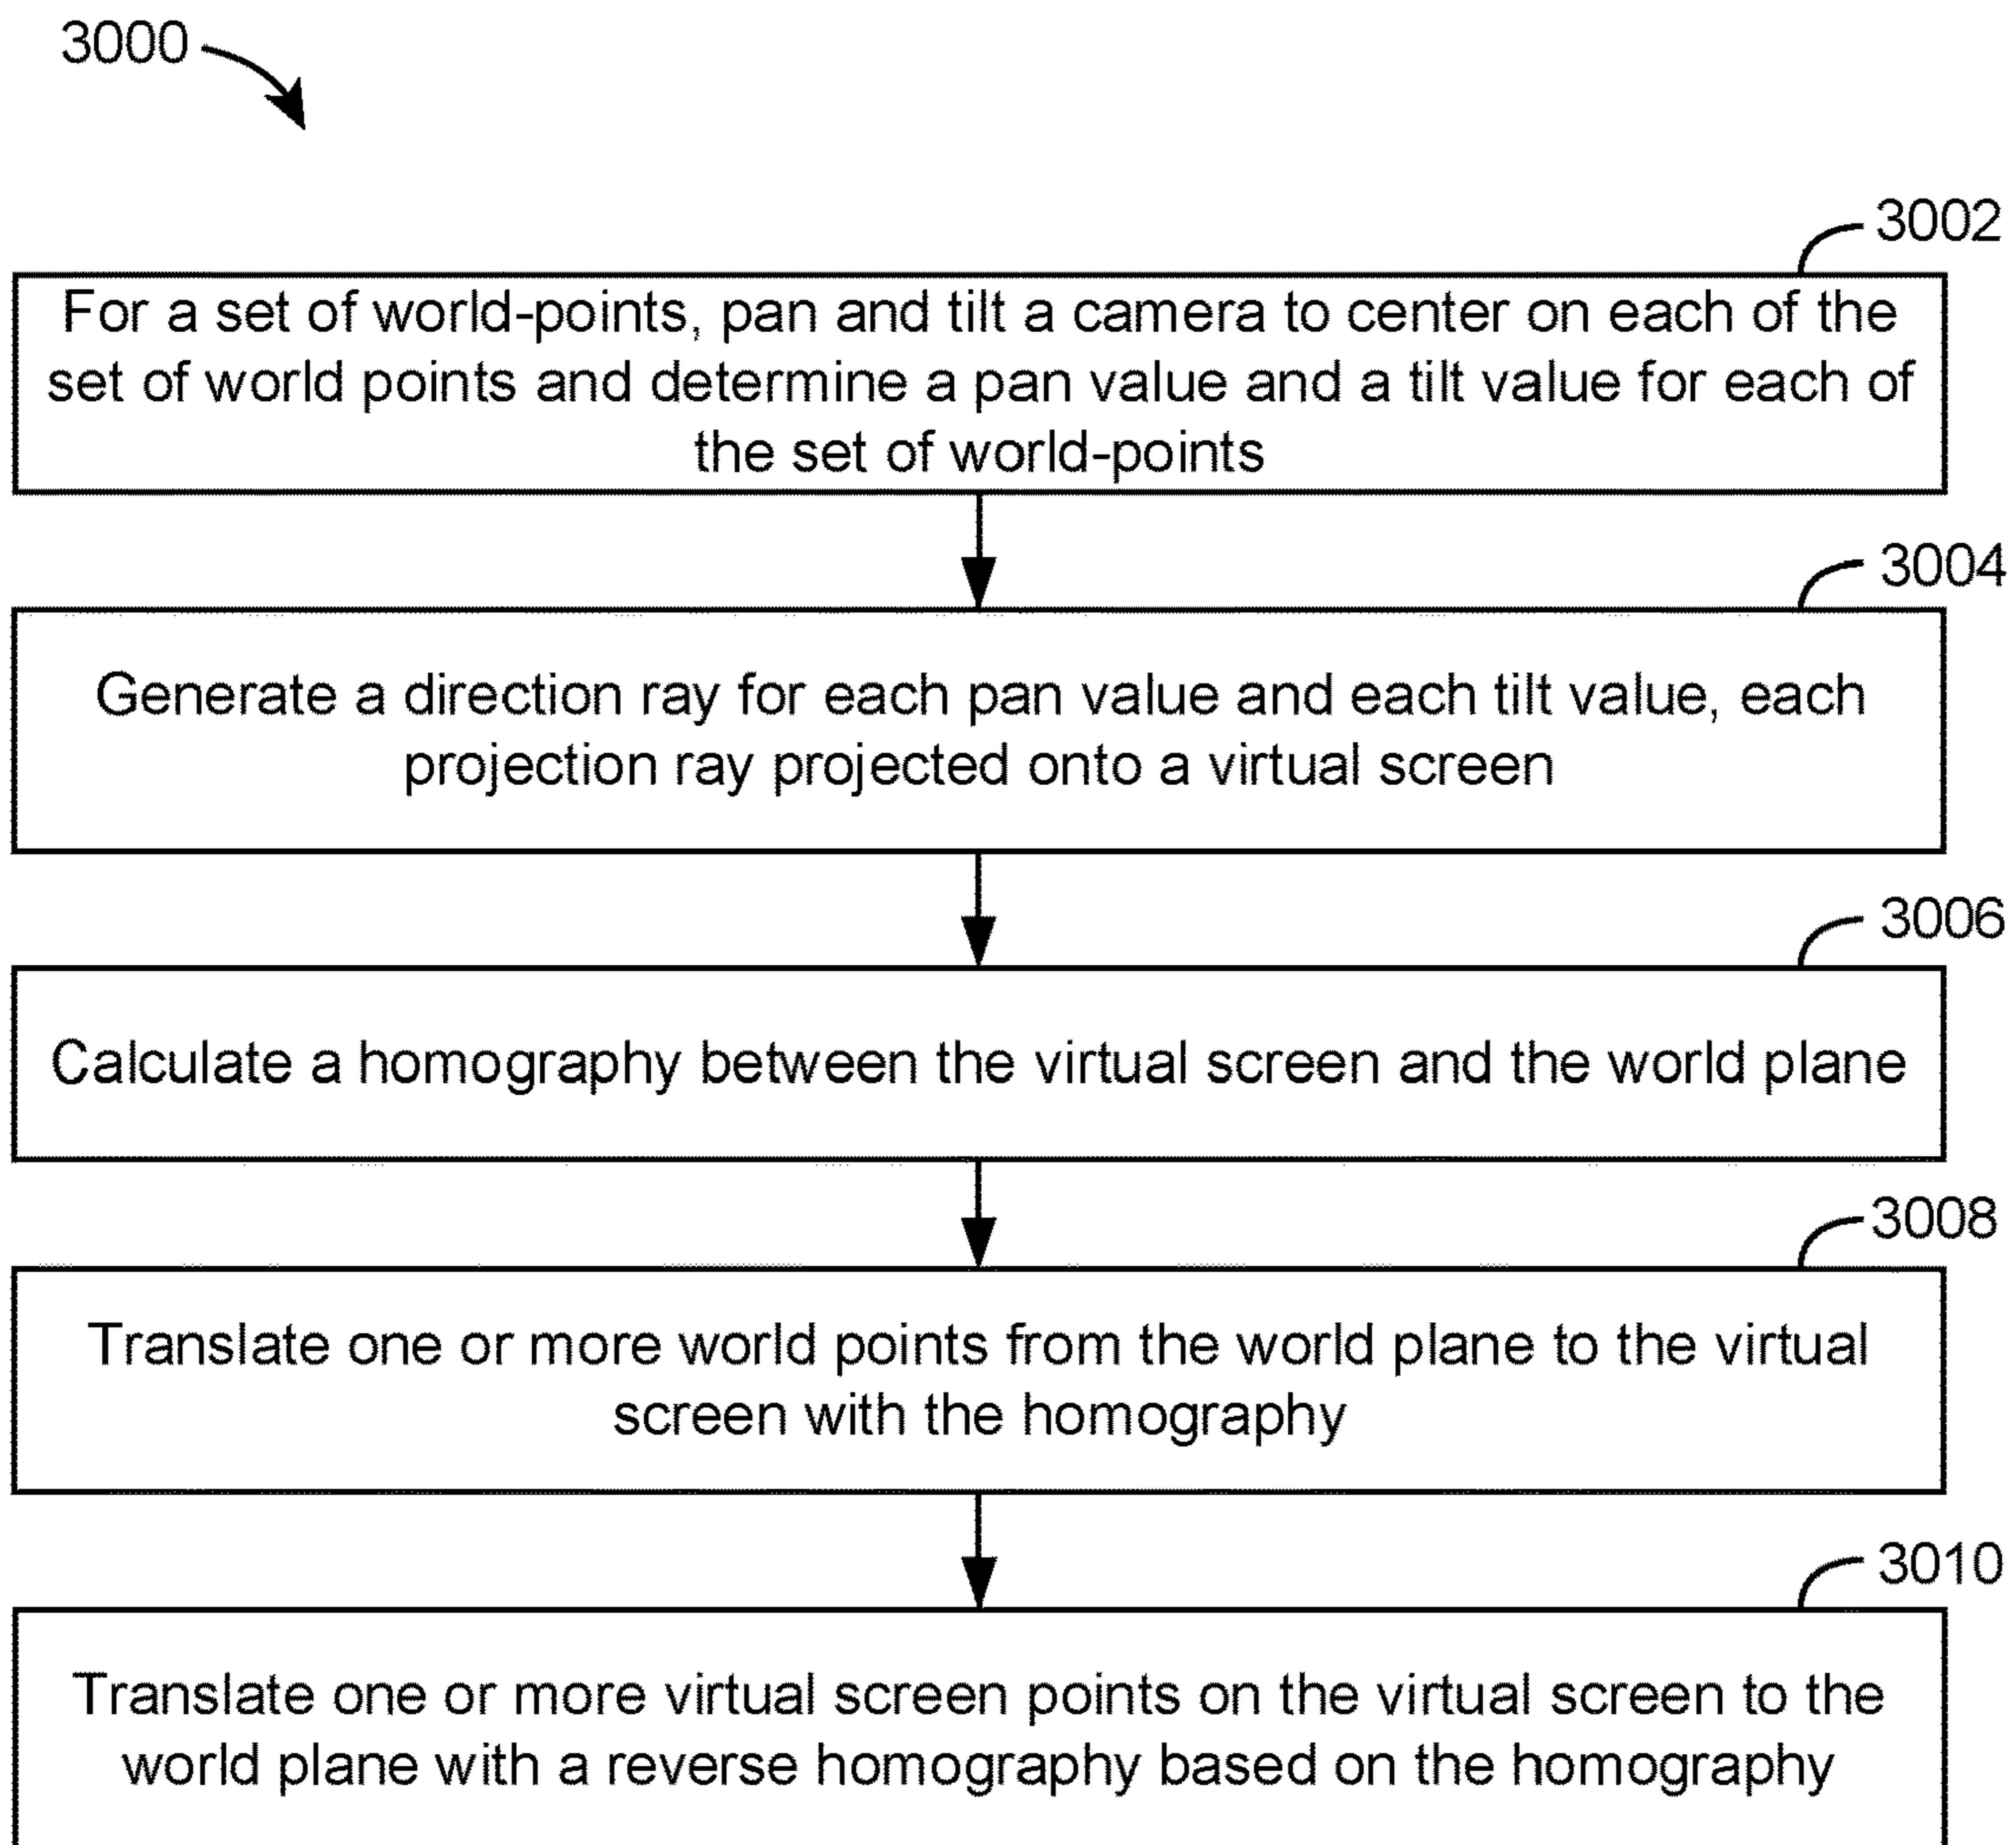 3000
3002
For a set of world-points, pan and tilt a camera to center on each of the
set of world points and determine a pan value and a tilt value for each of
the set of world-points
3004
Generate a direction ray for each pan value and each tilt value, each
projection ray projected onto a virtual screen
3006
Calculate a homography between the virtual screen and the world plane
3008
Translate one or more world points from the world plane to the virtual
screen with the homography
3010
Translate one or more virtual screen points on the virtual screen to the
world plane with a reverse homography based on the homography